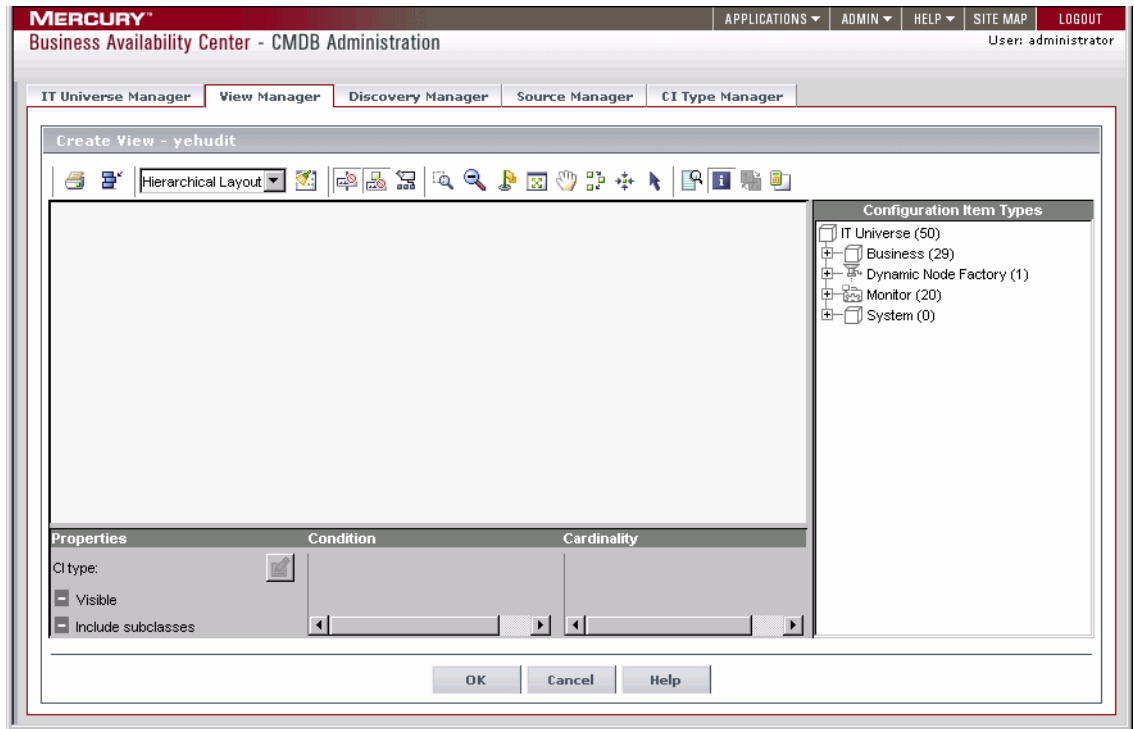 MERCURY™
APPLICATIONS ADMIN HELP SITE MAP LOGOUT
Business Availability Center - CMDB Administration
User: administrator
IT Universe Manager View Manager Discovery Manager Source Manager CI Type Manager
Create View - yehudit
Hierarchical Layout
Configuration Item Types
IT Universe (50)
Business (29)
Dynamic Node Factory (1)
Monitor (20)
System (0)
Properties Condition Cardinality
CI type:
Visible
Include subclasses
OK Cancel Help